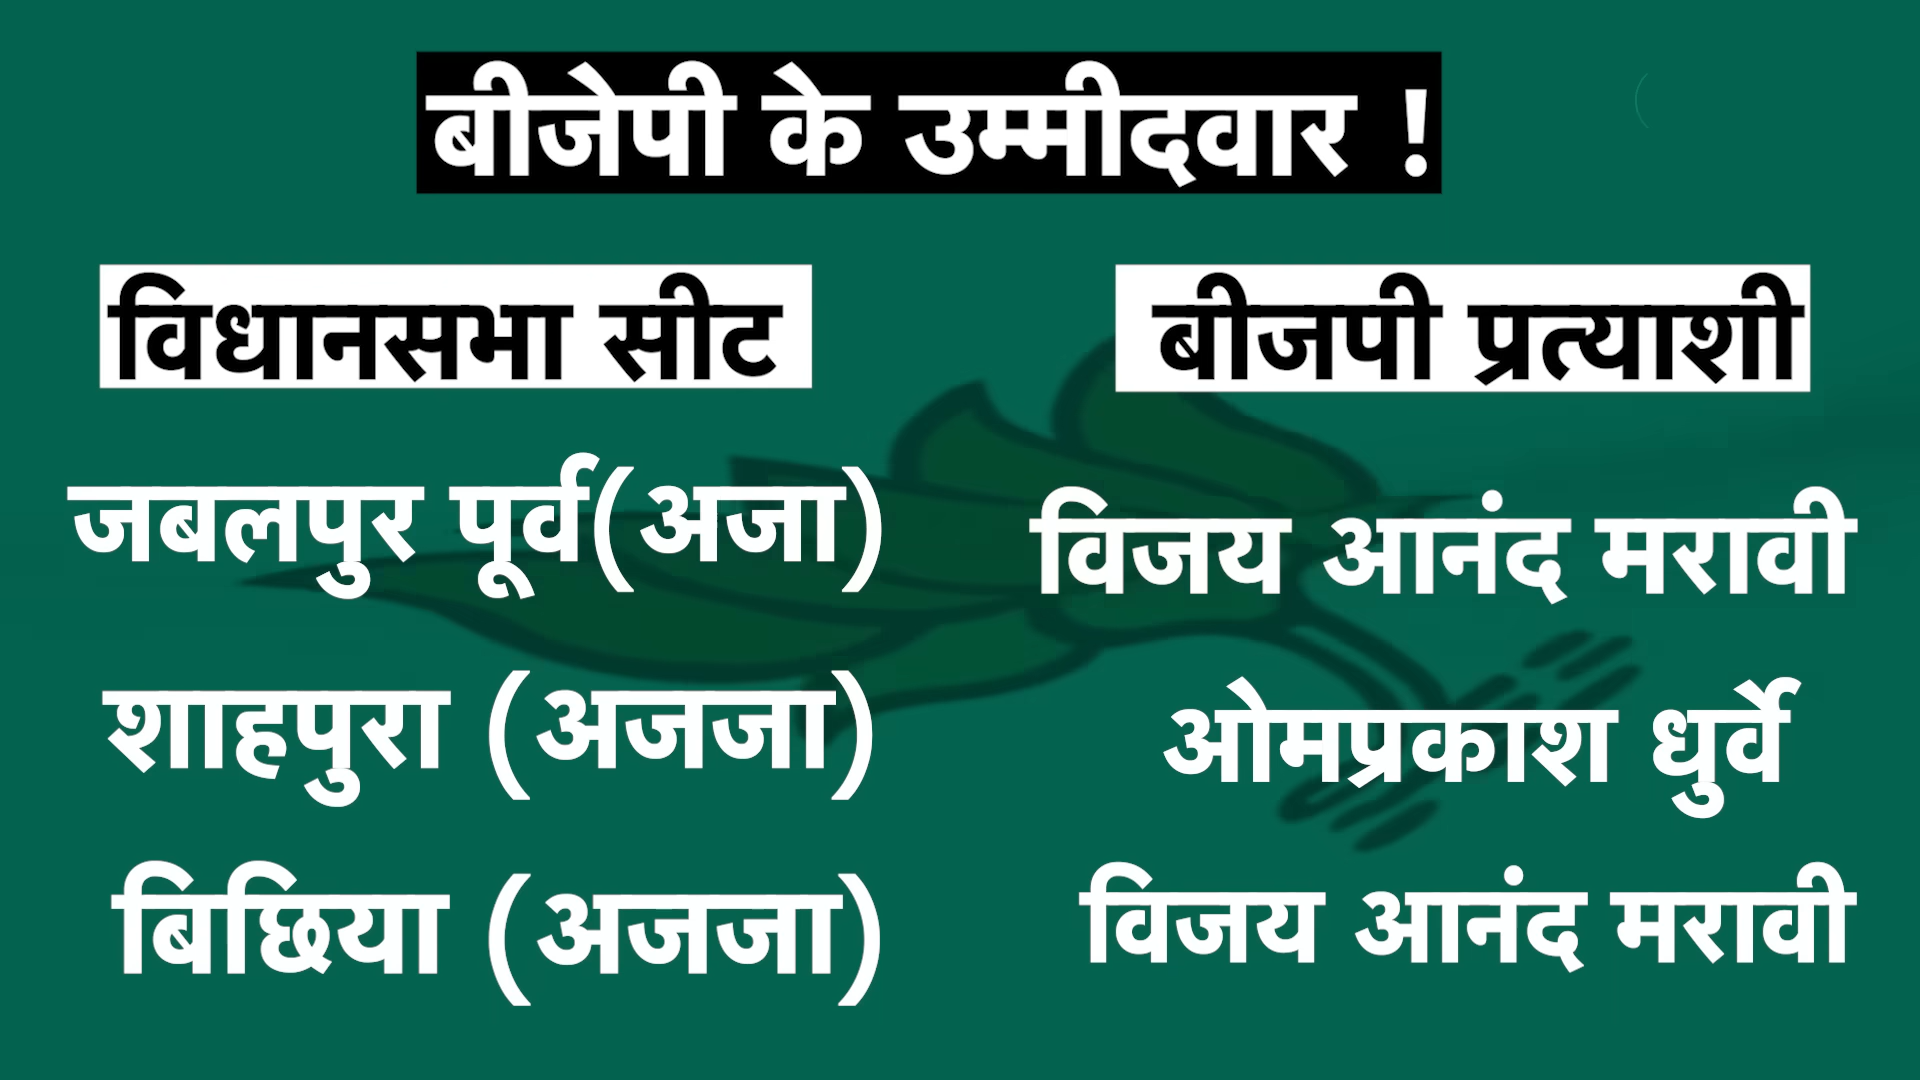 बीजेपी के उम्मीदवार !
विधानसभा सीट बीजपी प्रत्याशी
जबलपुर पूर्व(अजा) विजय आनंद मरावी
शाहपुरा (अजजा) ओमप्रकाश धुर्वे
बिछिया (अजजा) विजय आनंद मरावी